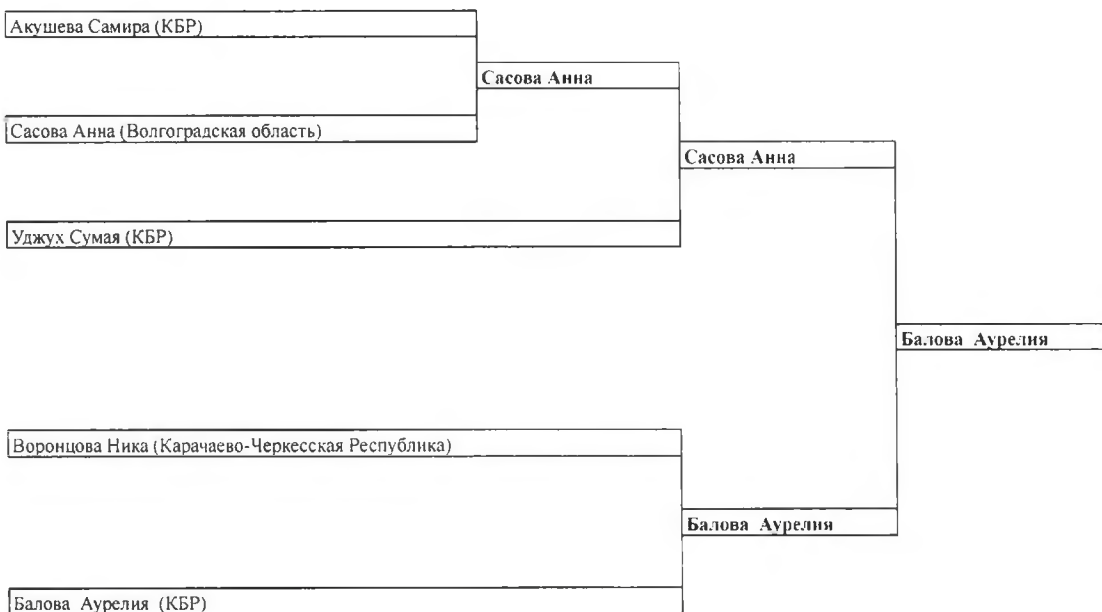 Акушева Самира (КБР)
Сасова Анна
Сасова Анна (Волгоградская область)
Сасова Анна
Уджух Сумая (КБР)
Балова Аурелия
Воронцова Ника (Карачаево-Черкесская Республика)
Балова Аурелия
Балова Аурелия (КБР)